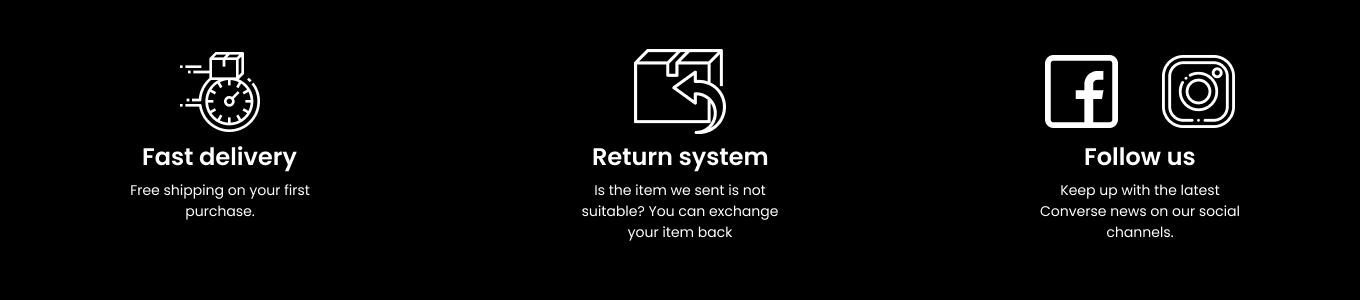 Fast delivery
Free shipping on your first
purchase.
Return system
Is the item we sent is not
suitable? You can exchange
your item back
Follow us
Keep up with the latest
Converse news on our social
channels.